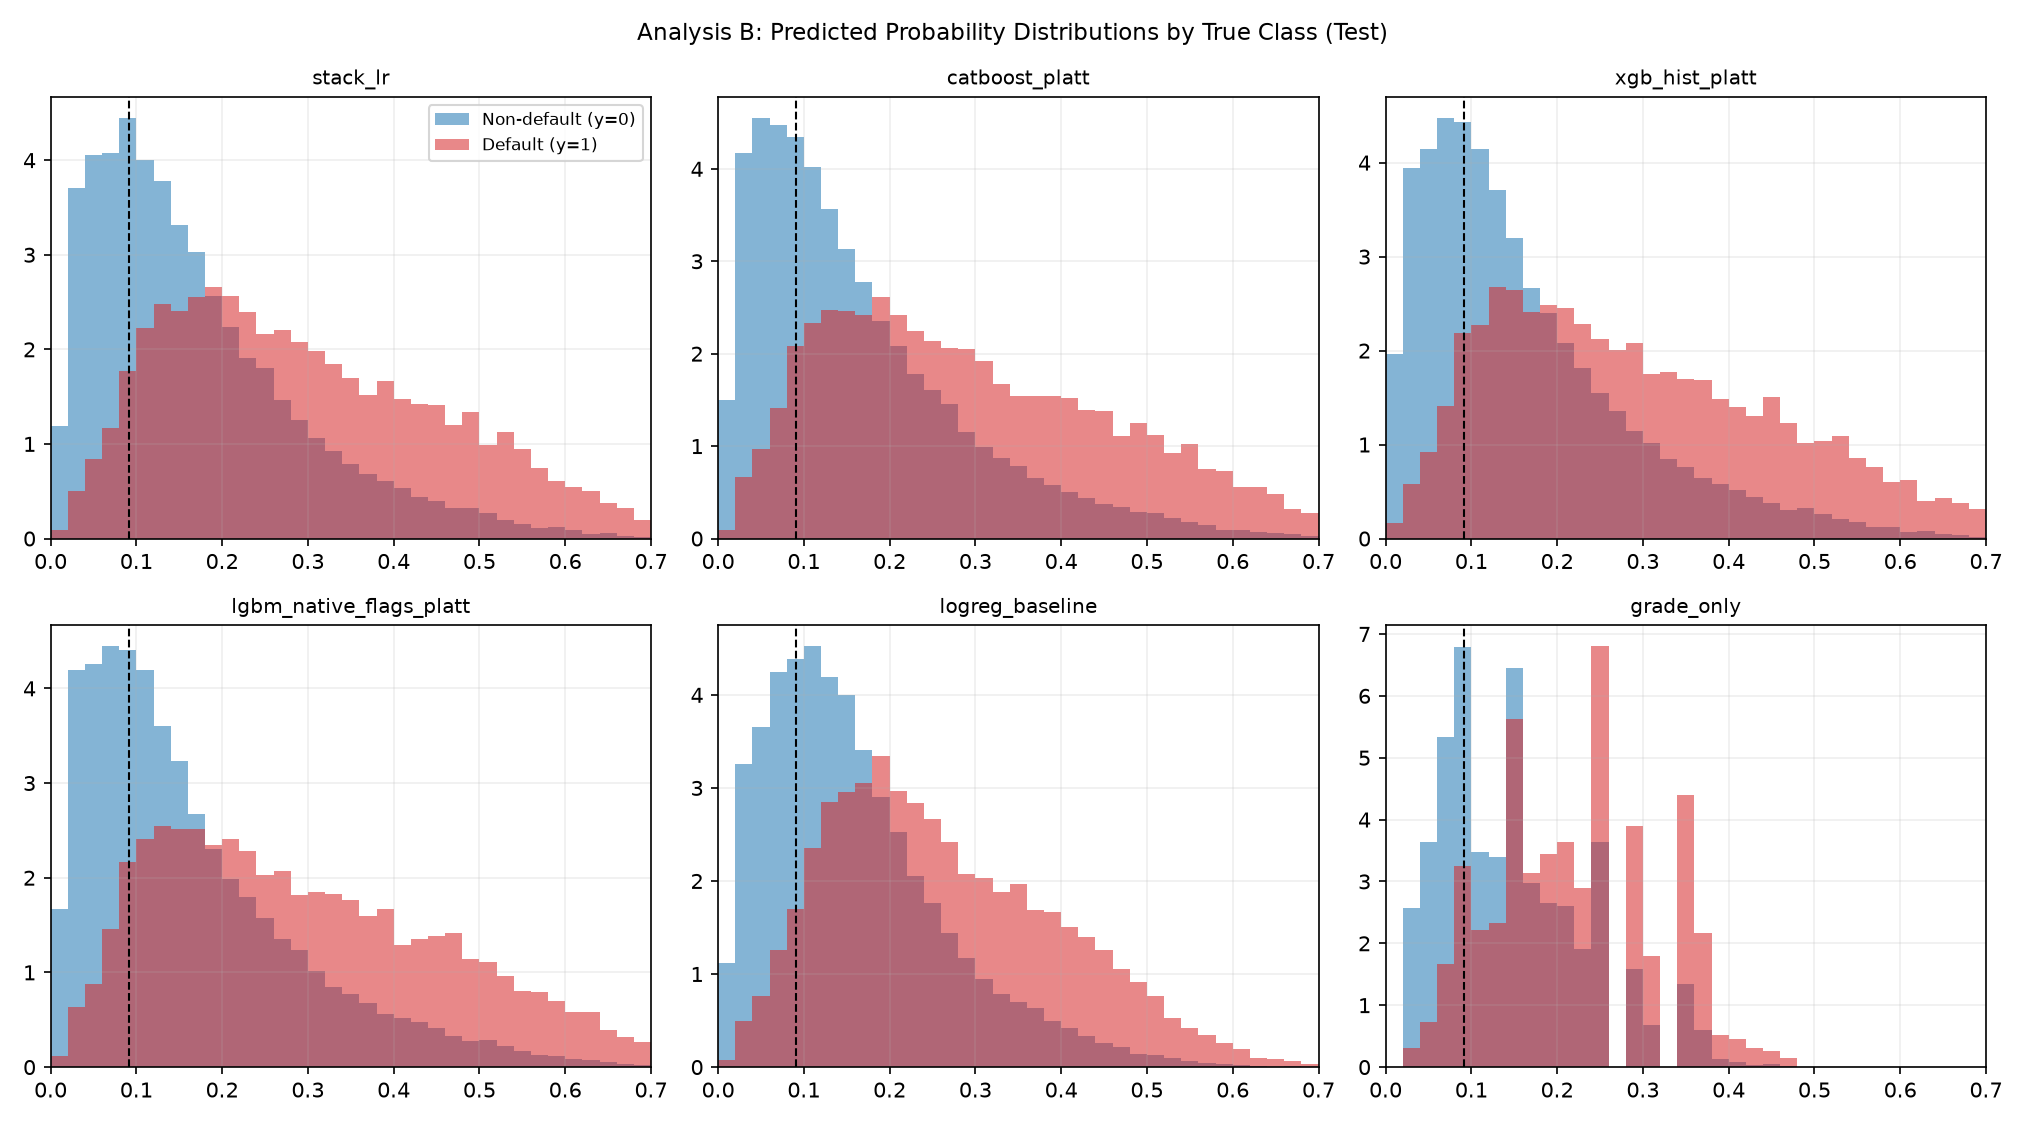 Analysis B: Predicted Probability Distributions by True Class (Test)
stack_lr
Non-default (y=0)
Default (y=1)
4
3
2
1
0
0.0 0.1 0.2 0.3 0.4 0.5 0.6 0.7
catboost_platt
4
3
2
1
0
0.0 0.1 0.2 0.3 0.4 0.5 0.6 0.7
xgb_hist_platt
4
3
2
1
0
0.0 0.1 0.2 0.3 0.4 0.5 0.6 0.7
lgbm_native_flags_platt
4
3
2
1
0
0.0 0.1 0.2 0.3 0.4 0.5 0.6 0.7
logreg_baseline
4
3
2
1
0
0.0 0.1 0.2 0.3 0.4 0.5 0.6 0.7
grade_only
7
6
5
4
3
2
1
0
0.0 0.1 0.2 0.3 0.4 0.5 0.6 0.7